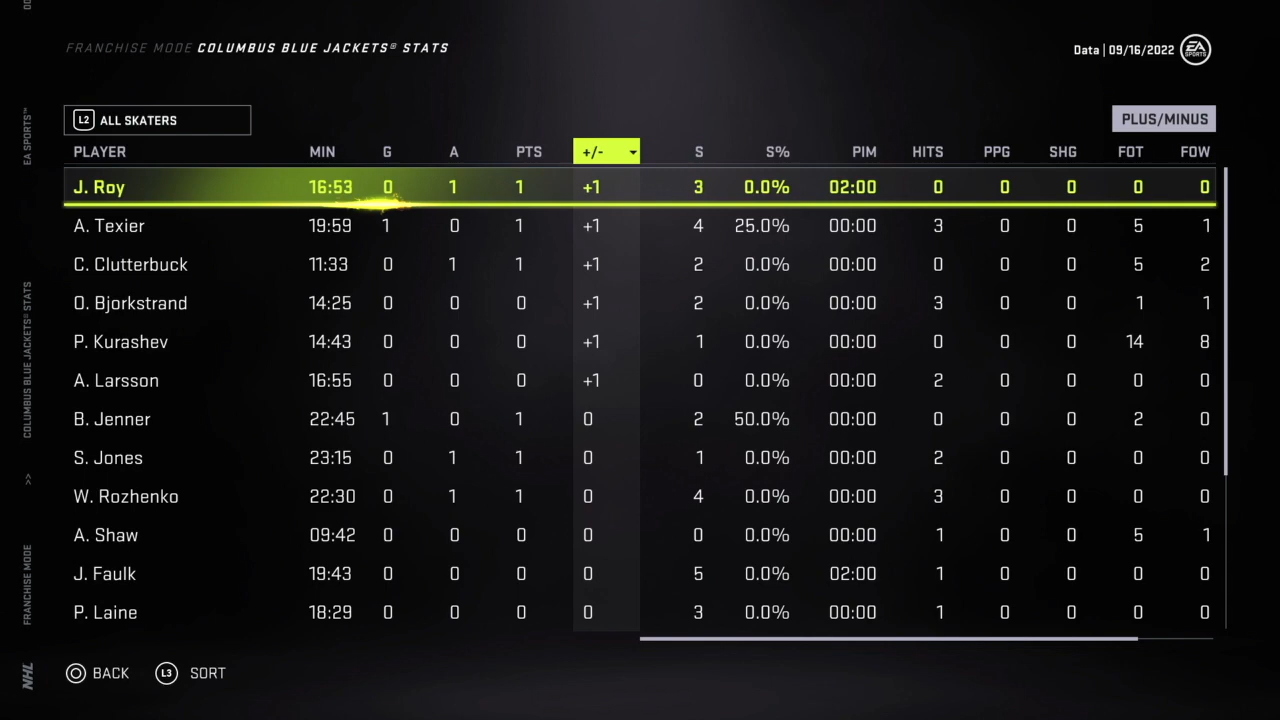 FRANCHISE MODE COLUMBUS BLUE JACKETS® STATS
Data | 09/16/2022 EA SPORTS
L2 ALL SKATERS
PLUS/MINUS
PLAYER MIN G A PTS +/- S S% PIM HITS PPG SHG FOT FOW
J. Roy 16:53 0 1 1 +1 3 0.0% 02:00 0 0 0 0 0
A. Texier 19:59 1 0 1 +1 4 25.0% 00:00 3 0 0 5 1
C. Clutterbuck 11:33 0 1 1 +1 2 0.0% 00:00 0 0 0 5 2
O. Bjorkstrand 14:25 0 0 0 +1 2 0.0% 00:00 3 0 0 1 1
P. Kurashev 14:43 0 0 0 +1 1 0.0% 00:00 0 0 0 14 8
A. Larsson 16:55 0 0 0 +1 0 0.0% 00:00 2 0 0 0 0
B. Jenner 22:45 1 0 1 0 2 50.0% 00:00 0 0 0 2 0
S. Jones 23:15 0 1 1 0 1 0.0% 00:00 2 0 0 0 0
W. Rozhenko 22:30 0 1 1 0 4 0.0% 00:00 3 0 0 0 0
A. Shaw 09:42 0 0 0 0 0 0.0% 00:00 1 0 0 5 1
J. Faulk 19:43 0 0 0 0 5 0.0% 02:00 1 0 0 0 0
P. Laine 18:29 0 0 0 0 3 0.0% 00:00 1 0 0 0 0
BACK L3 SORT
NHL FRANCHISE MODE >> COLUMBUS BLUE JACKETS® STATS EA SPORTS™